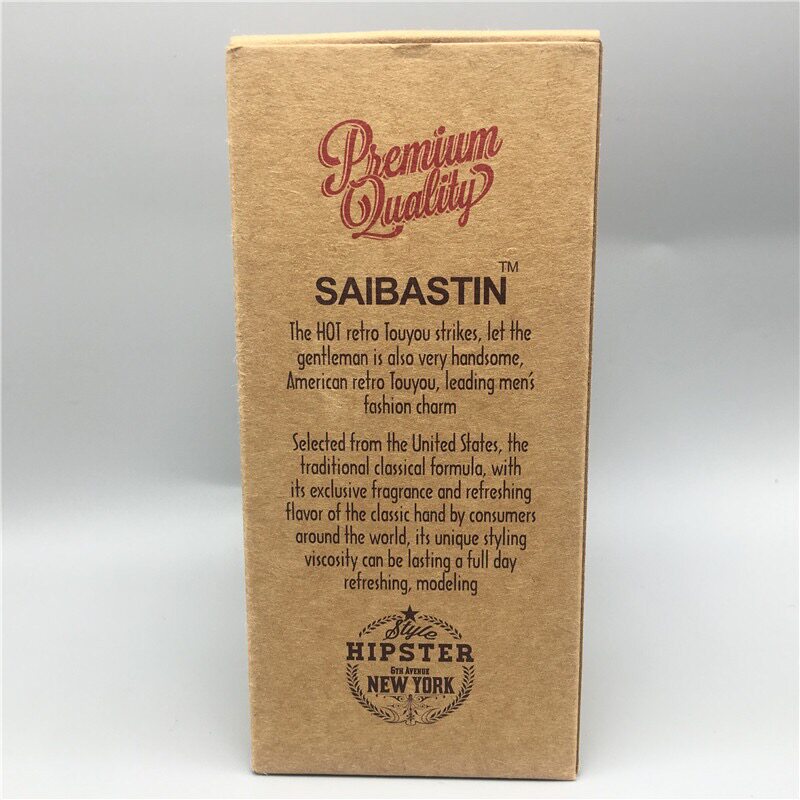 Premium
Quality
SAIBASTIN™
The HOT retro Touyou strikes, let the
gentleman is also very handsome,
American retro Touyou, leading men's
fashion charm
Selected from the United States, the
traditional classical formula, with
its exclusive fragrance and refreshing
flavor of the classic hand by consumers
around the world, its unique styling
viscosity can be lasting a full day
refreshing, modeling
Style
HIPSTER
6TH AVENUE
NEW YORK